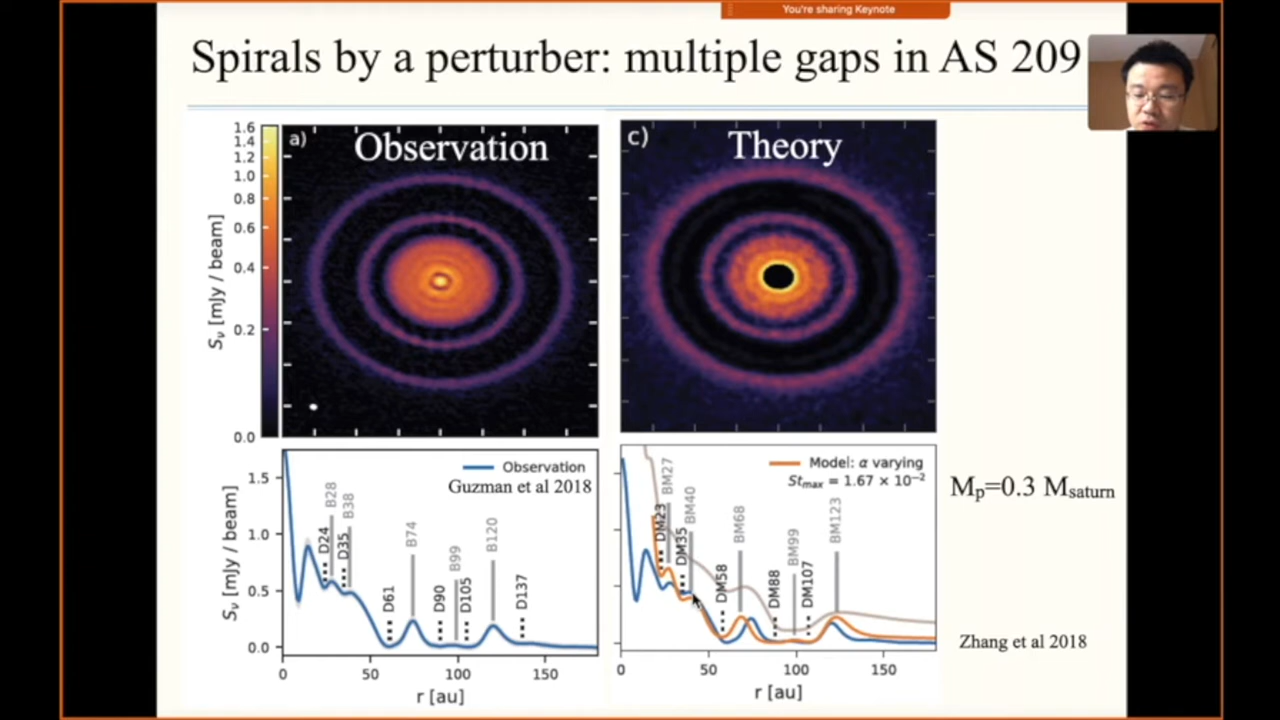 You're sharing Keynote
Spirals by a perturber: multiple gaps in AS 209
a)
Observation
c)
Theory
1.6
1.4
1.2
1.0
0.8
0.6
0.4
0.2
0.0
Sν [mJy / beam]
Observation
Guzman et al 2018
1.5
1.0
0.5
0.0
Sν [mJy / beam]
D24
B28
D35
B38
D61
B74
D90
B99
D105
B120
D137
0
50
100
150
r [au]
Model: α varying
Stmax = 1.67 × 10⁻²
DM23
BM27
DM35
BM40
DM58
BM68
DM88
BM99
DM107
BM123
0
50
100
150
r [au]
Mp=0.3 Msaturn
Zhang et al 2018